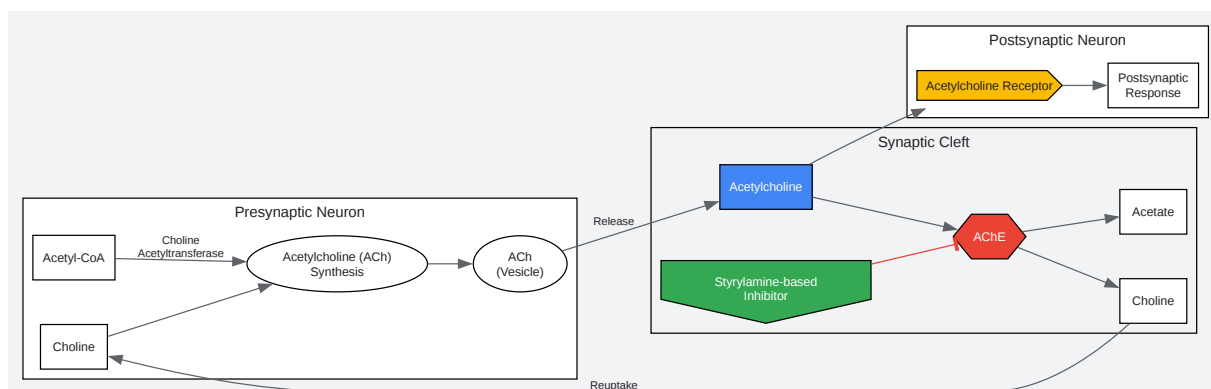 Postsynaptic Neuron
Acetylcholine Receptor
Postsynaptic
Response
Synaptic Cleft
Acetylcholine
AChE
Acetate
Styrylamine-based
Inhibitor
Choline
Release
Presynaptic Neuron
Acetyl-CoA
Choline
Acetyltransferase
Acetylcholine (ACh)
Synthesis
ACh
(Vesicle)
Choline
Reuptake